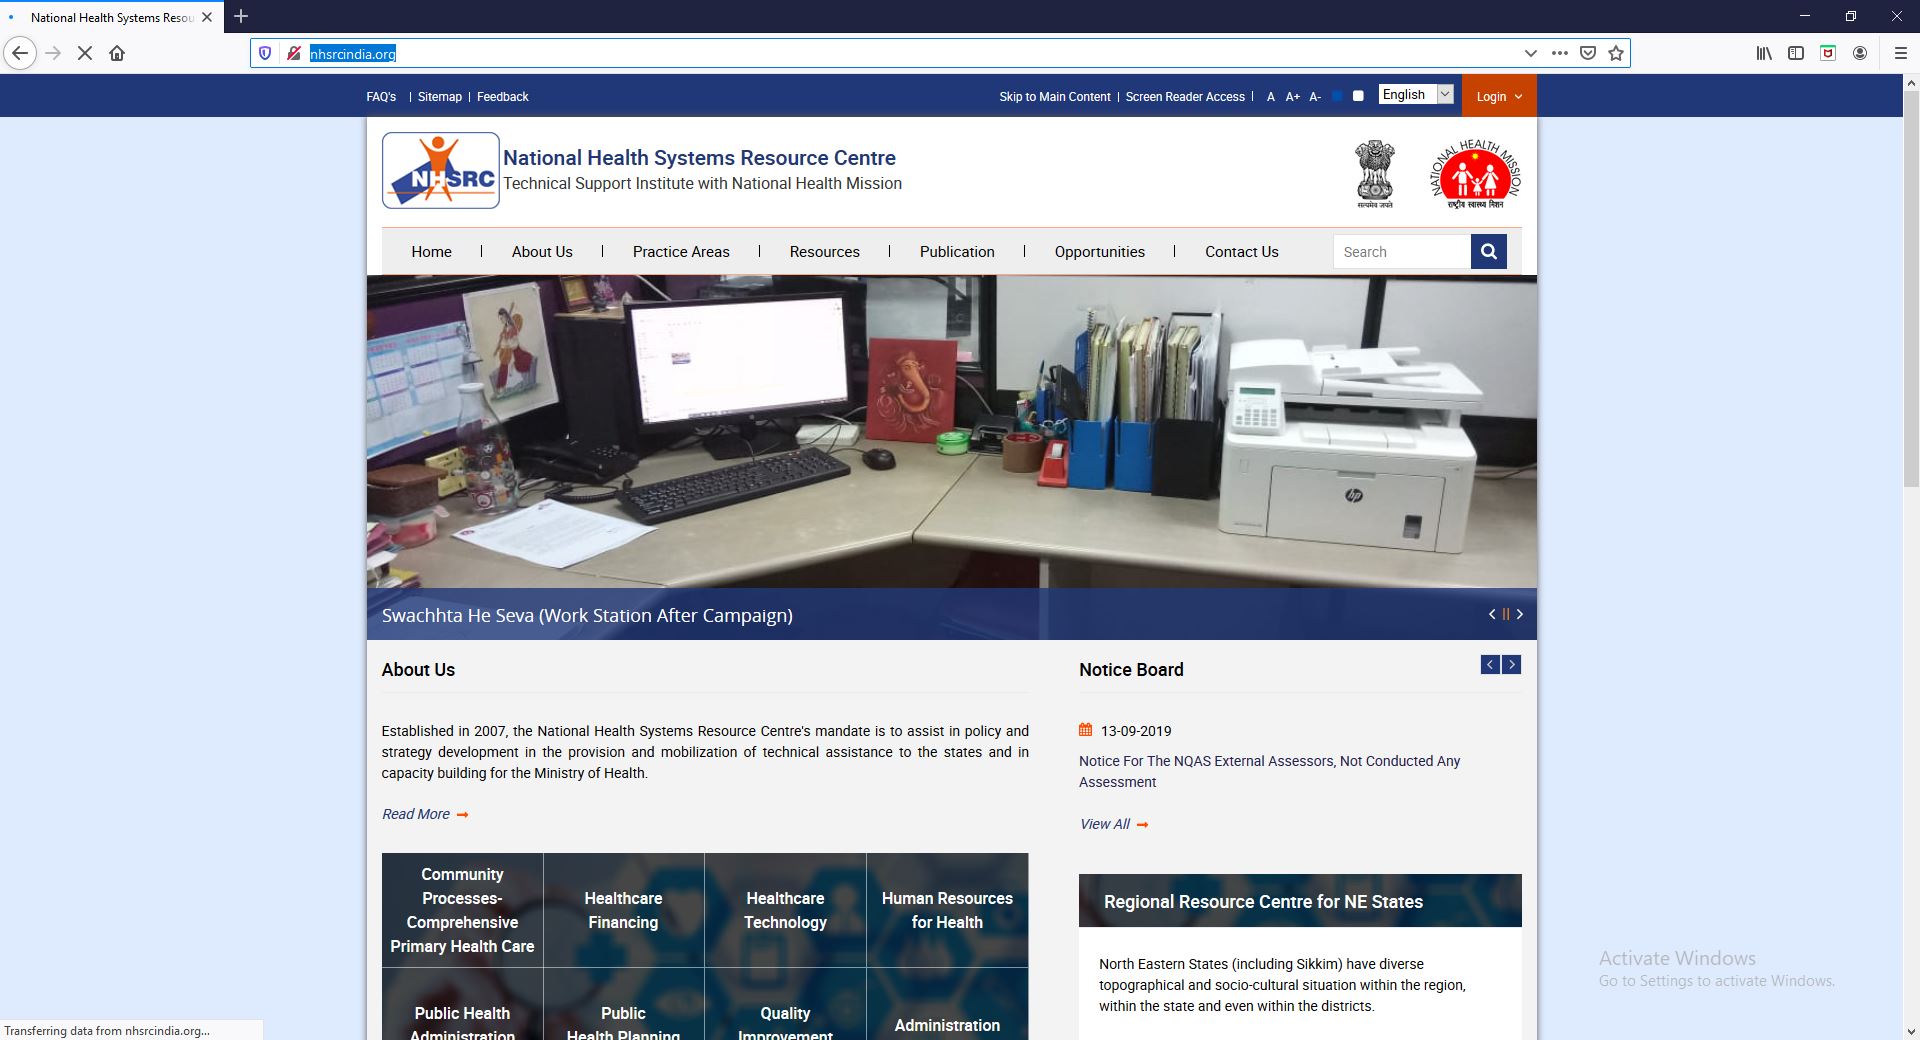 National Health Systems Resou
nhsrcindia.org
FAQ's | Sitemap | Feedback
Skip to Main Content | Screen Reader Access | A A+ A- English Login
NHSRC
National Health Systems Resource Centre
Technical Support Institute with National Health Mission
सत्यमेव जयते
NATIONAL HEALTH MISSION
राष्ट्रीय स्वास्थ्य मिशन
Home | About Us | Practice Areas | Resources | Publication | Opportunities | Contact Us
Search
hp
Swachhta He Seva (Work Station After Campaign)
About Us
Established in 2007, the National Health Systems Resource Centre's mandate is to assist in policy and
strategy development in the provision and mobilization of technical assistance to the states and in
capacity building for the Ministry of Health.
Read More
Community
Processes-
Comprehensive
Primary Health Care
Healthcare
Financing
Healthcare
Technology
Human Resources
for Health
Public Health
Administration
Public
Health Planning
Quality
Improvement
Administration
Notice Board
13-09-2019
Notice For The NQAS External Assessors, Not Conducted Any
Assessment
View All
Regional Resource Centre for NE States
North Eastern States (including Sikkim) have diverse
topographical and socio-cultural situation within the region,
within the state and even within the districts.
Activate Windows
Go to Settings to activate Windows.
Transferring data from nhsrcindia.org...